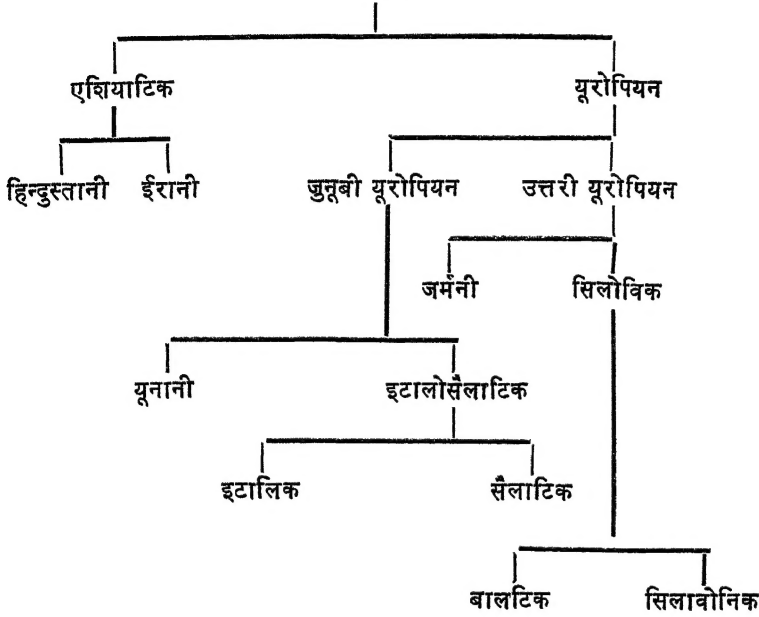 एशियाटिक यूरोपियन
हिन्दुस्तानी ईरानी जुनूबी यूरोपियन उत्तरी यूरोपियन
जर्मनी सिलोविक
यूनानी इटालोसैलाटिक
इटालिक सैलाटिक
बालटिक सिलावोनिक